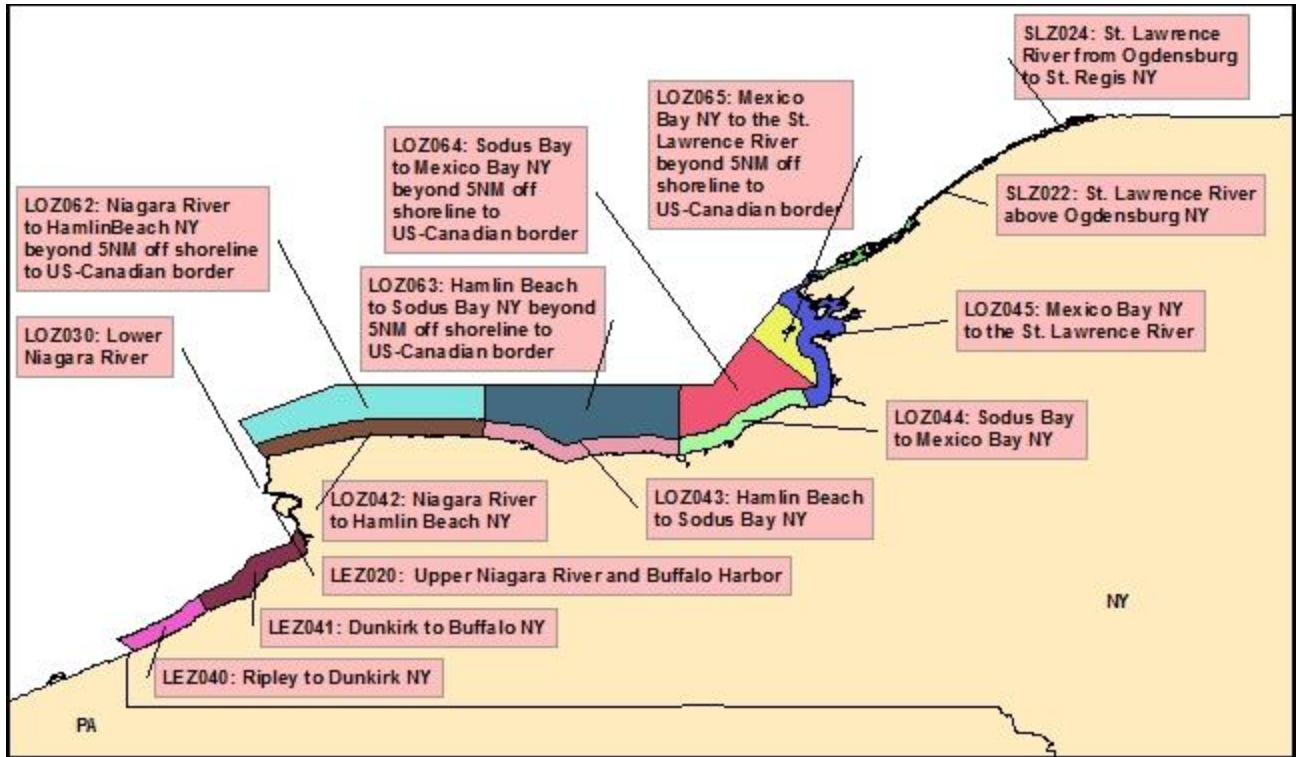 SLZ024: St. Lawrence
River from Ogdensburg
to St. Regis NY
LOZ065: Mexico
Bay NY to the St.
Lawrence River
beyond 5NM off
shoreline to
US-Canadian border
LOZ064: Sodus Bay
to Mexico Bay NY
beyond 5NM off
shoreline to
US-Canadian border
SLZ022: St. Lawrence River
above Ogdensburg NY
LOZ062: Niagara River
to HamlinBeach NY
beyond 5NM off shoreline
to US-Canadian border
LOZ063: Hamlin Beach
to Sodus Bay NY beyond
5NM off shoreline to
US-Canadian border
LOZ045: Mexico Bay NY
to the St. Lawrence River
LOZ030: Lower
Niagara River
LOZ044: Sodus Bay
to Mexico Bay NY
LOZ042: Niagara River
to Hamlin Beach NY
LOZ043: Hamlin Beach
to Sodus Bay NY
LEZ020: Upper Niagara River and Buffalo Harbor
NY
LEZ041: Dunkirk to Buffalo NY
LEZ040: Ripley to Dunkirk NY
PA